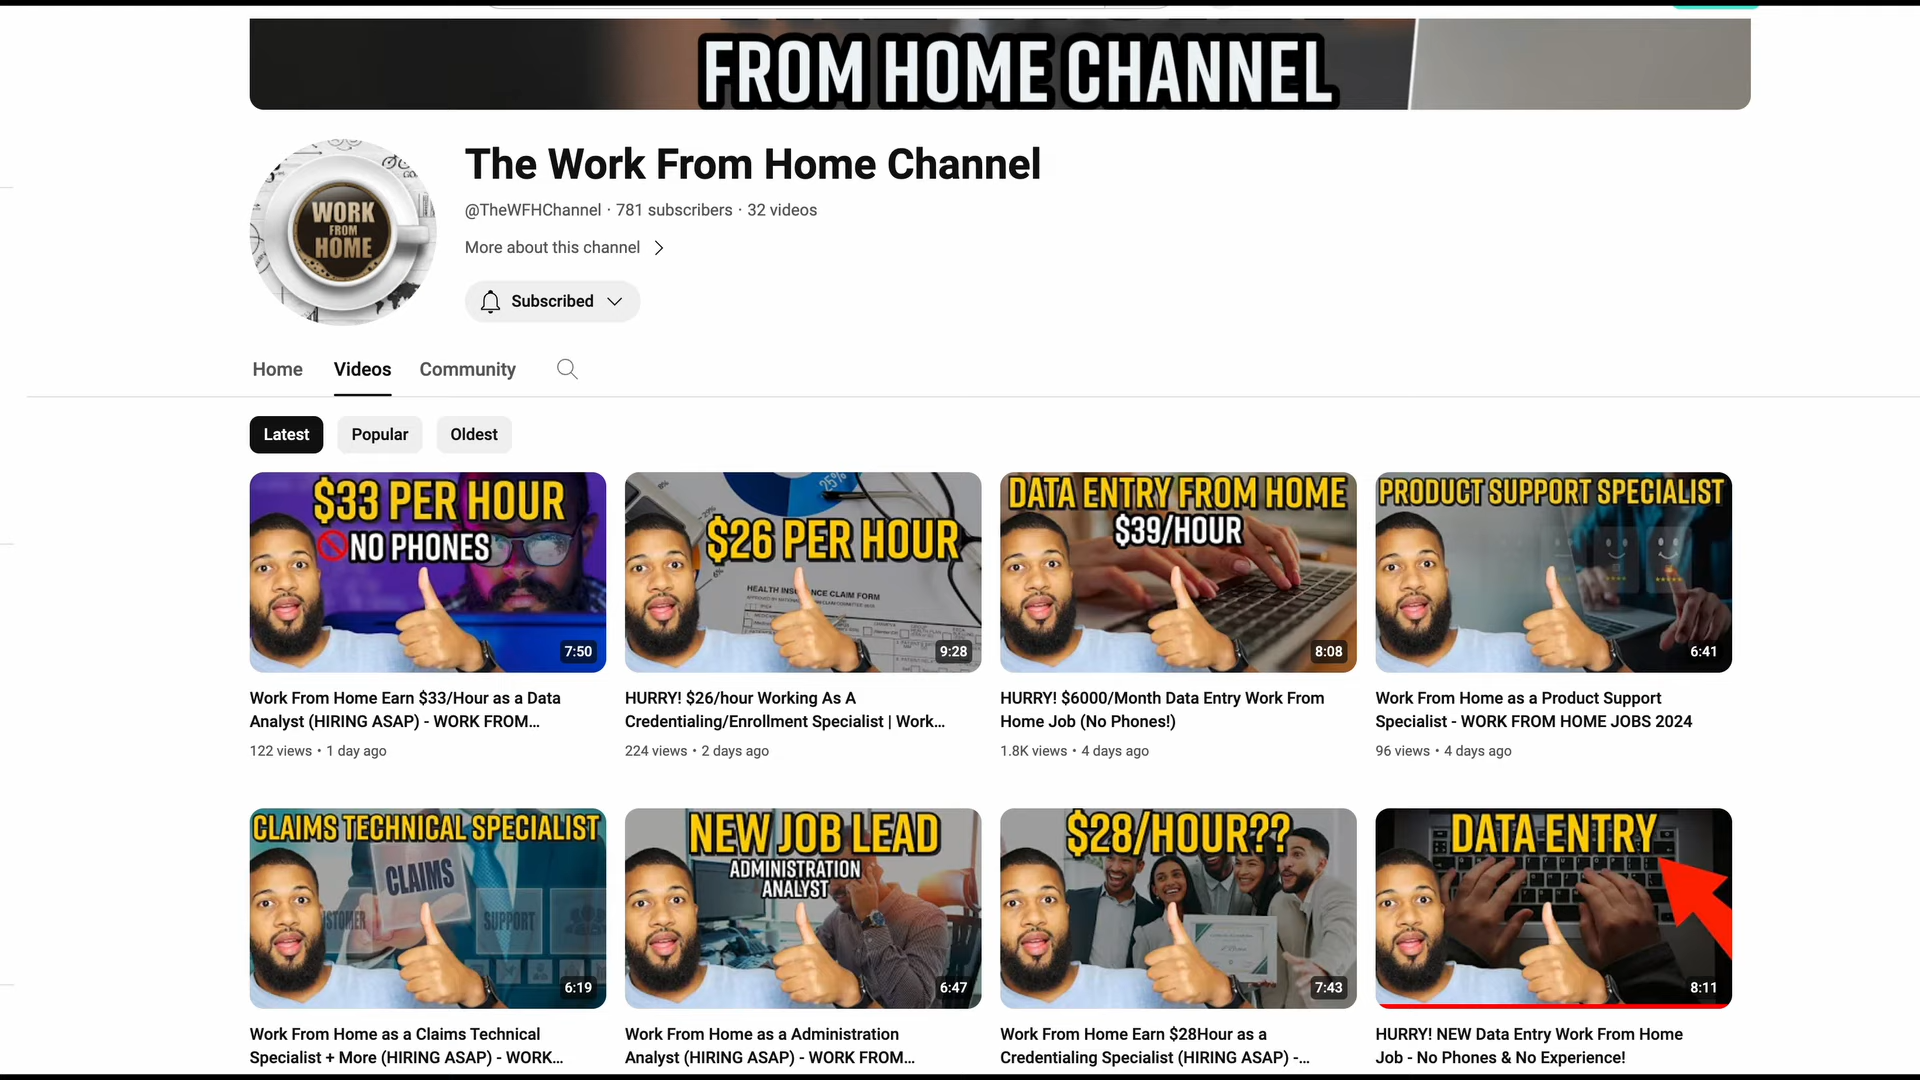 FROM HOME CHANNEL
WORK
FROM
HOME
The Work From Home Channel
@TheWFHChannel · 781 subscribers · 32 videos
More about this channel
Subscribed
Home Videos Community
Latest Popular Oldest
$33 PER HOUR
NO PHONES
7:50
25%
$26 PER HOUR
HEALTH INSURANCE CLAIM FORM
9:28
DATA ENTRY FROM HOME
$39/HOUR
8:08
PRODUCT SUPPORT SPECIALIST
6:41
Work From Home Earn $33/Hour as a Data
Analyst (HIRING ASAP) - WORK FROM...
122 views • 1 day ago
HURRY! $26/hour Working As A
Credentialing/Enrollment Specialist | Work...
224 views • 2 days ago
HURRY! $6000/Month Data Entry Work From
Home Job (No Phones!)
1.8K views • 4 days ago
Work From Home as a Product Support
Specialist - WORK FROM HOME JOBS 2024
96 views • 4 days ago
CLAIMS TECHNICAL SPECIALIST
CLAIMS
SUPPORT
6:19
NEW JOB LEAD
ADMINISTRATION
ANALYST
6:47
$28/HOUR??
7:43
DATA ENTRY
8:11
Work From Home as a Claims Technical
Specialist + More (HIRING ASAP) - WORK...
Work From Home as a Administration
Analyst (HIRING ASAP) - WORK FROM...
Work From Home Earn $28Hour as a
Credentialing Specialist (HIRING ASAP) -...
HURRY! NEW Data Entry Work From Home
Job - No Phones & No Experience!